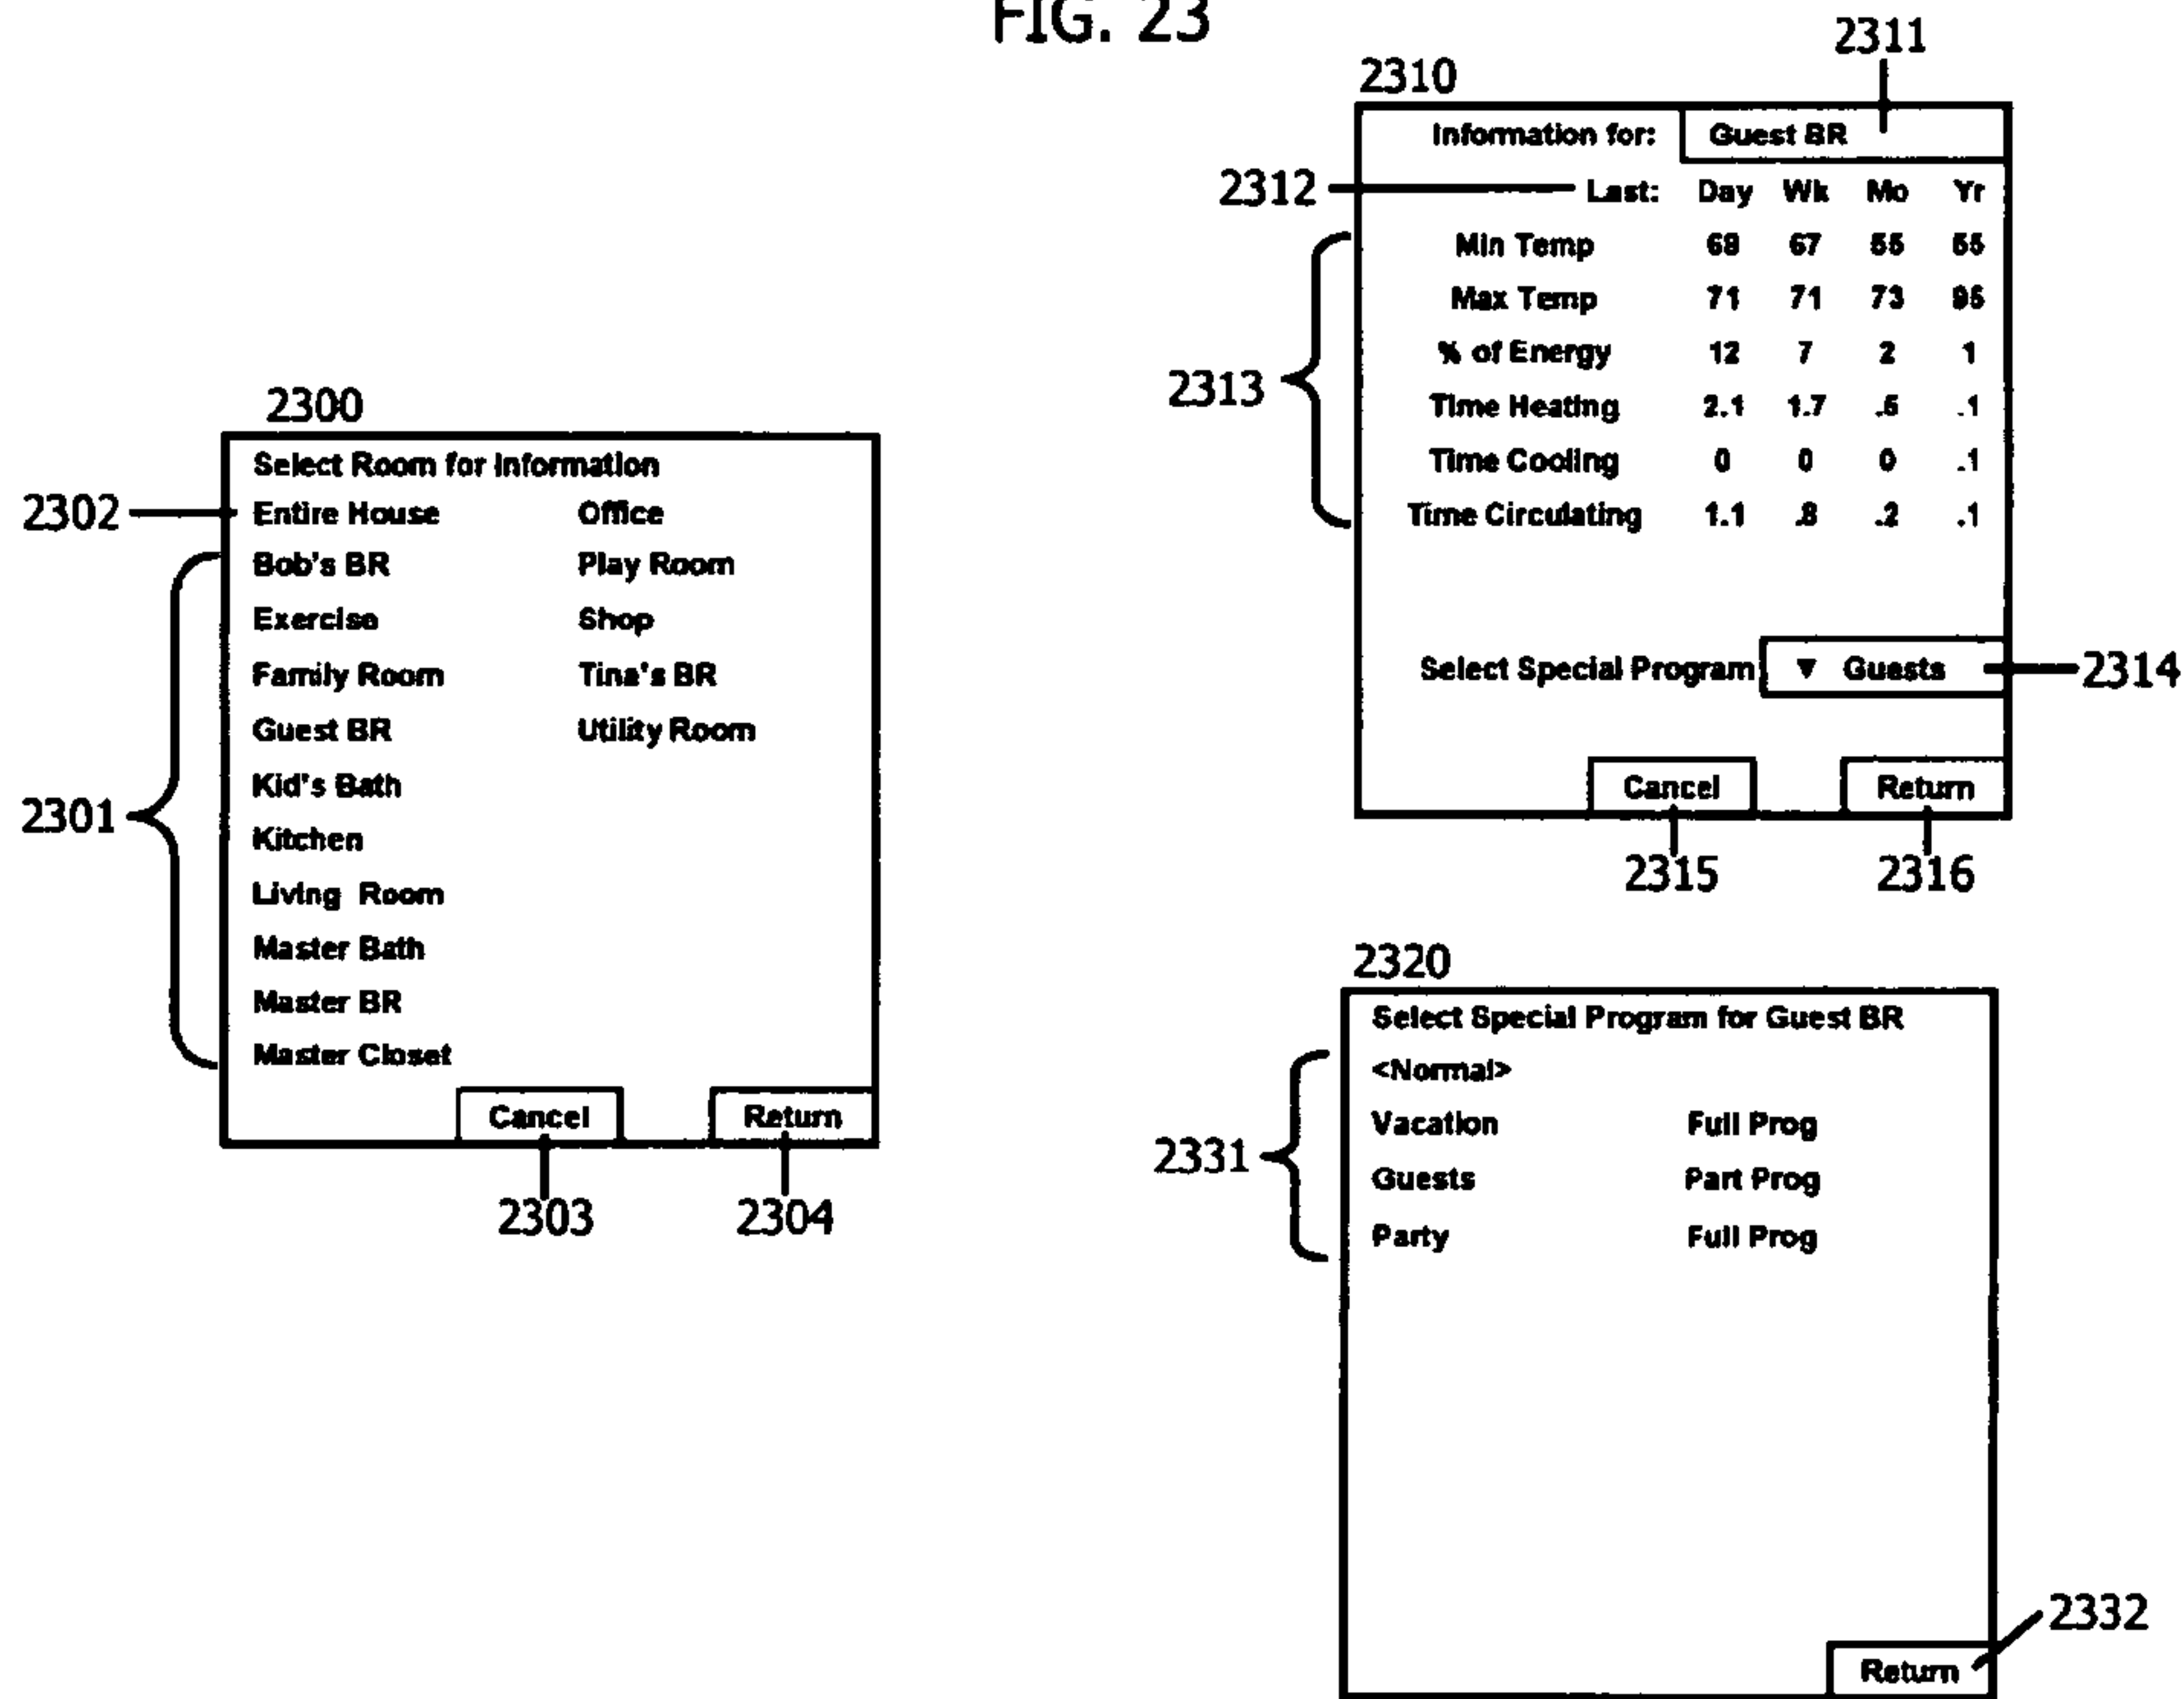 FIG. 23
2300
Select Room for Information
2302
Entire House Office
Bob's BR Play Room
Exercise Shop
Family Room Tina's BR
Guest BR Utility Room
Kid's Bath
2301
Kitchen
Living Room
Master Bath
Master BR
Master Closet
Cancel Return
2303 2304
2311
2310
Information for: Guest BR
2312
Last: Day Wk Mo Yr
Min Temp 68 67 55 55
Max Temp 71 71 73 95
2313
% of Energy 12 7 2 1
Time Heating 2.1 1.7 .5 .1
Time Cooling 0 0 0 .1
Time Circulating 1.1 .8 .2 .1
Select Special Program ▼ Guests
2314
Cancel Return
2315 2316
2320
Select Special Program for Guest BR
<Normal>
Vacation Full Prog
2331
Guests Part Prog
Party Full Prog
2332
Return